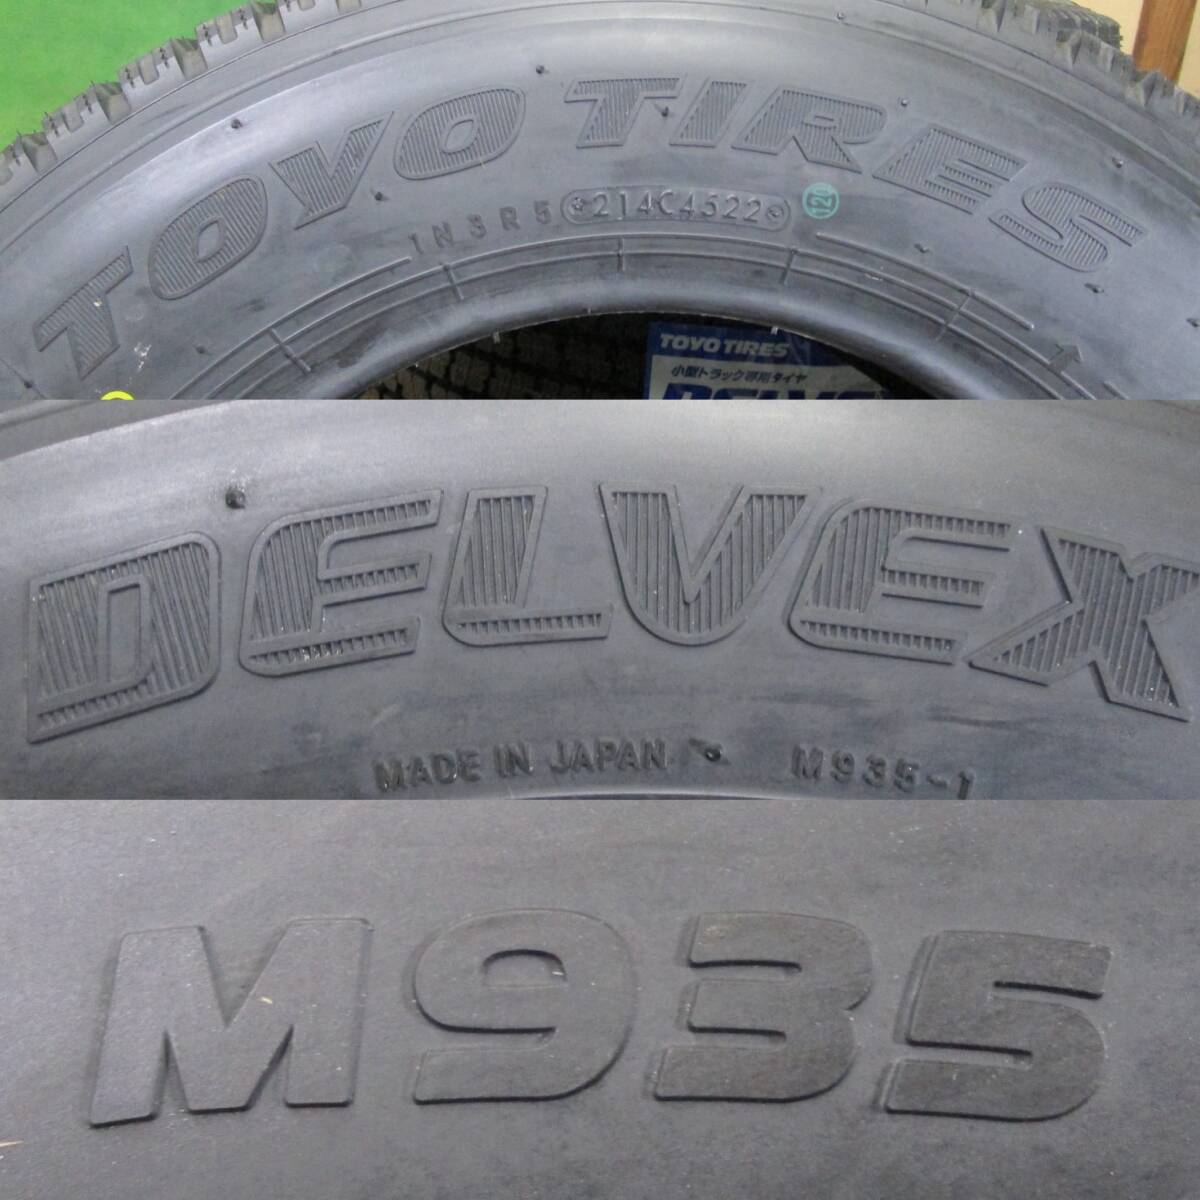 TOYO TIRES
1N3R5 214C4522 120
TOYO TIRES
小型トラック専用タイヤ
DELVEX
MADE IN JAPAN M935-1
M935